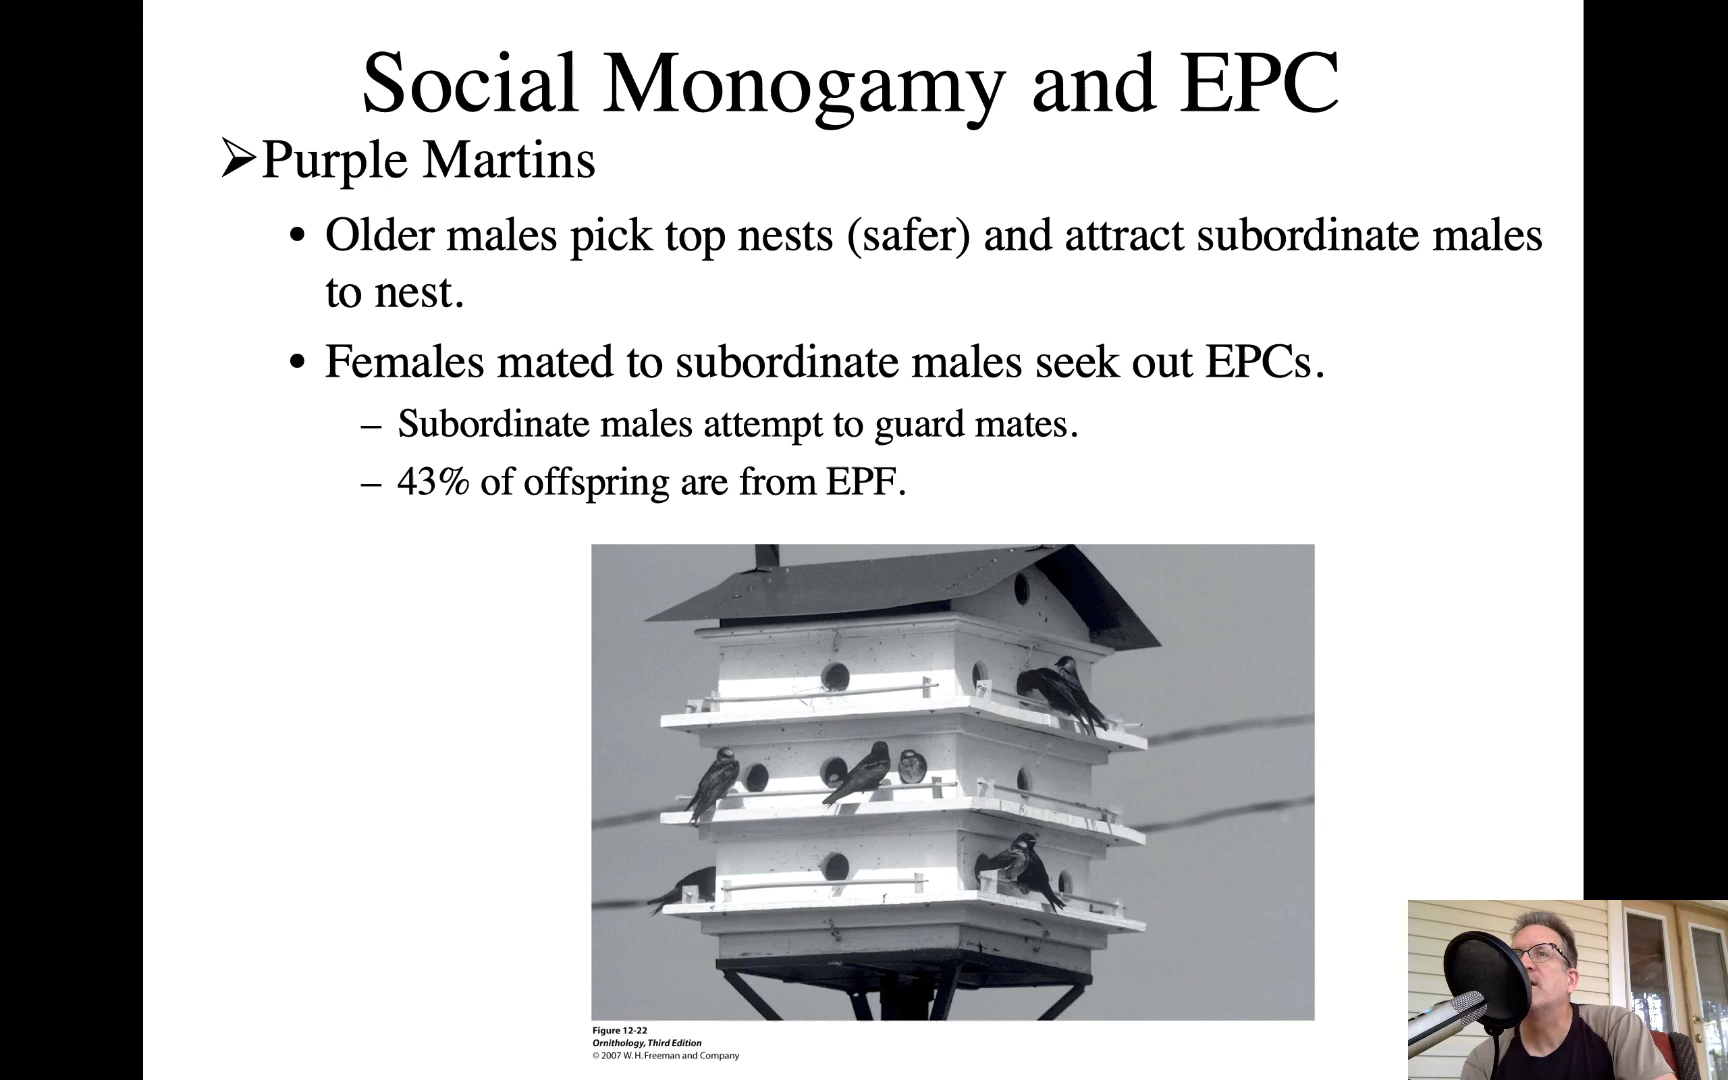 Social Monogamy and EPC
➢Purple Martins
• Older males pick top nests (safer) and attract subordinate males
to nest.
• Females mated to subordinate males seek out EPCs.
– Subordinate males attempt to guard mates.
– 43% of offspring are from EPF.
Figure 12-22
Ornithology, Third Edition
© 2007 W. H. Freeman and Company